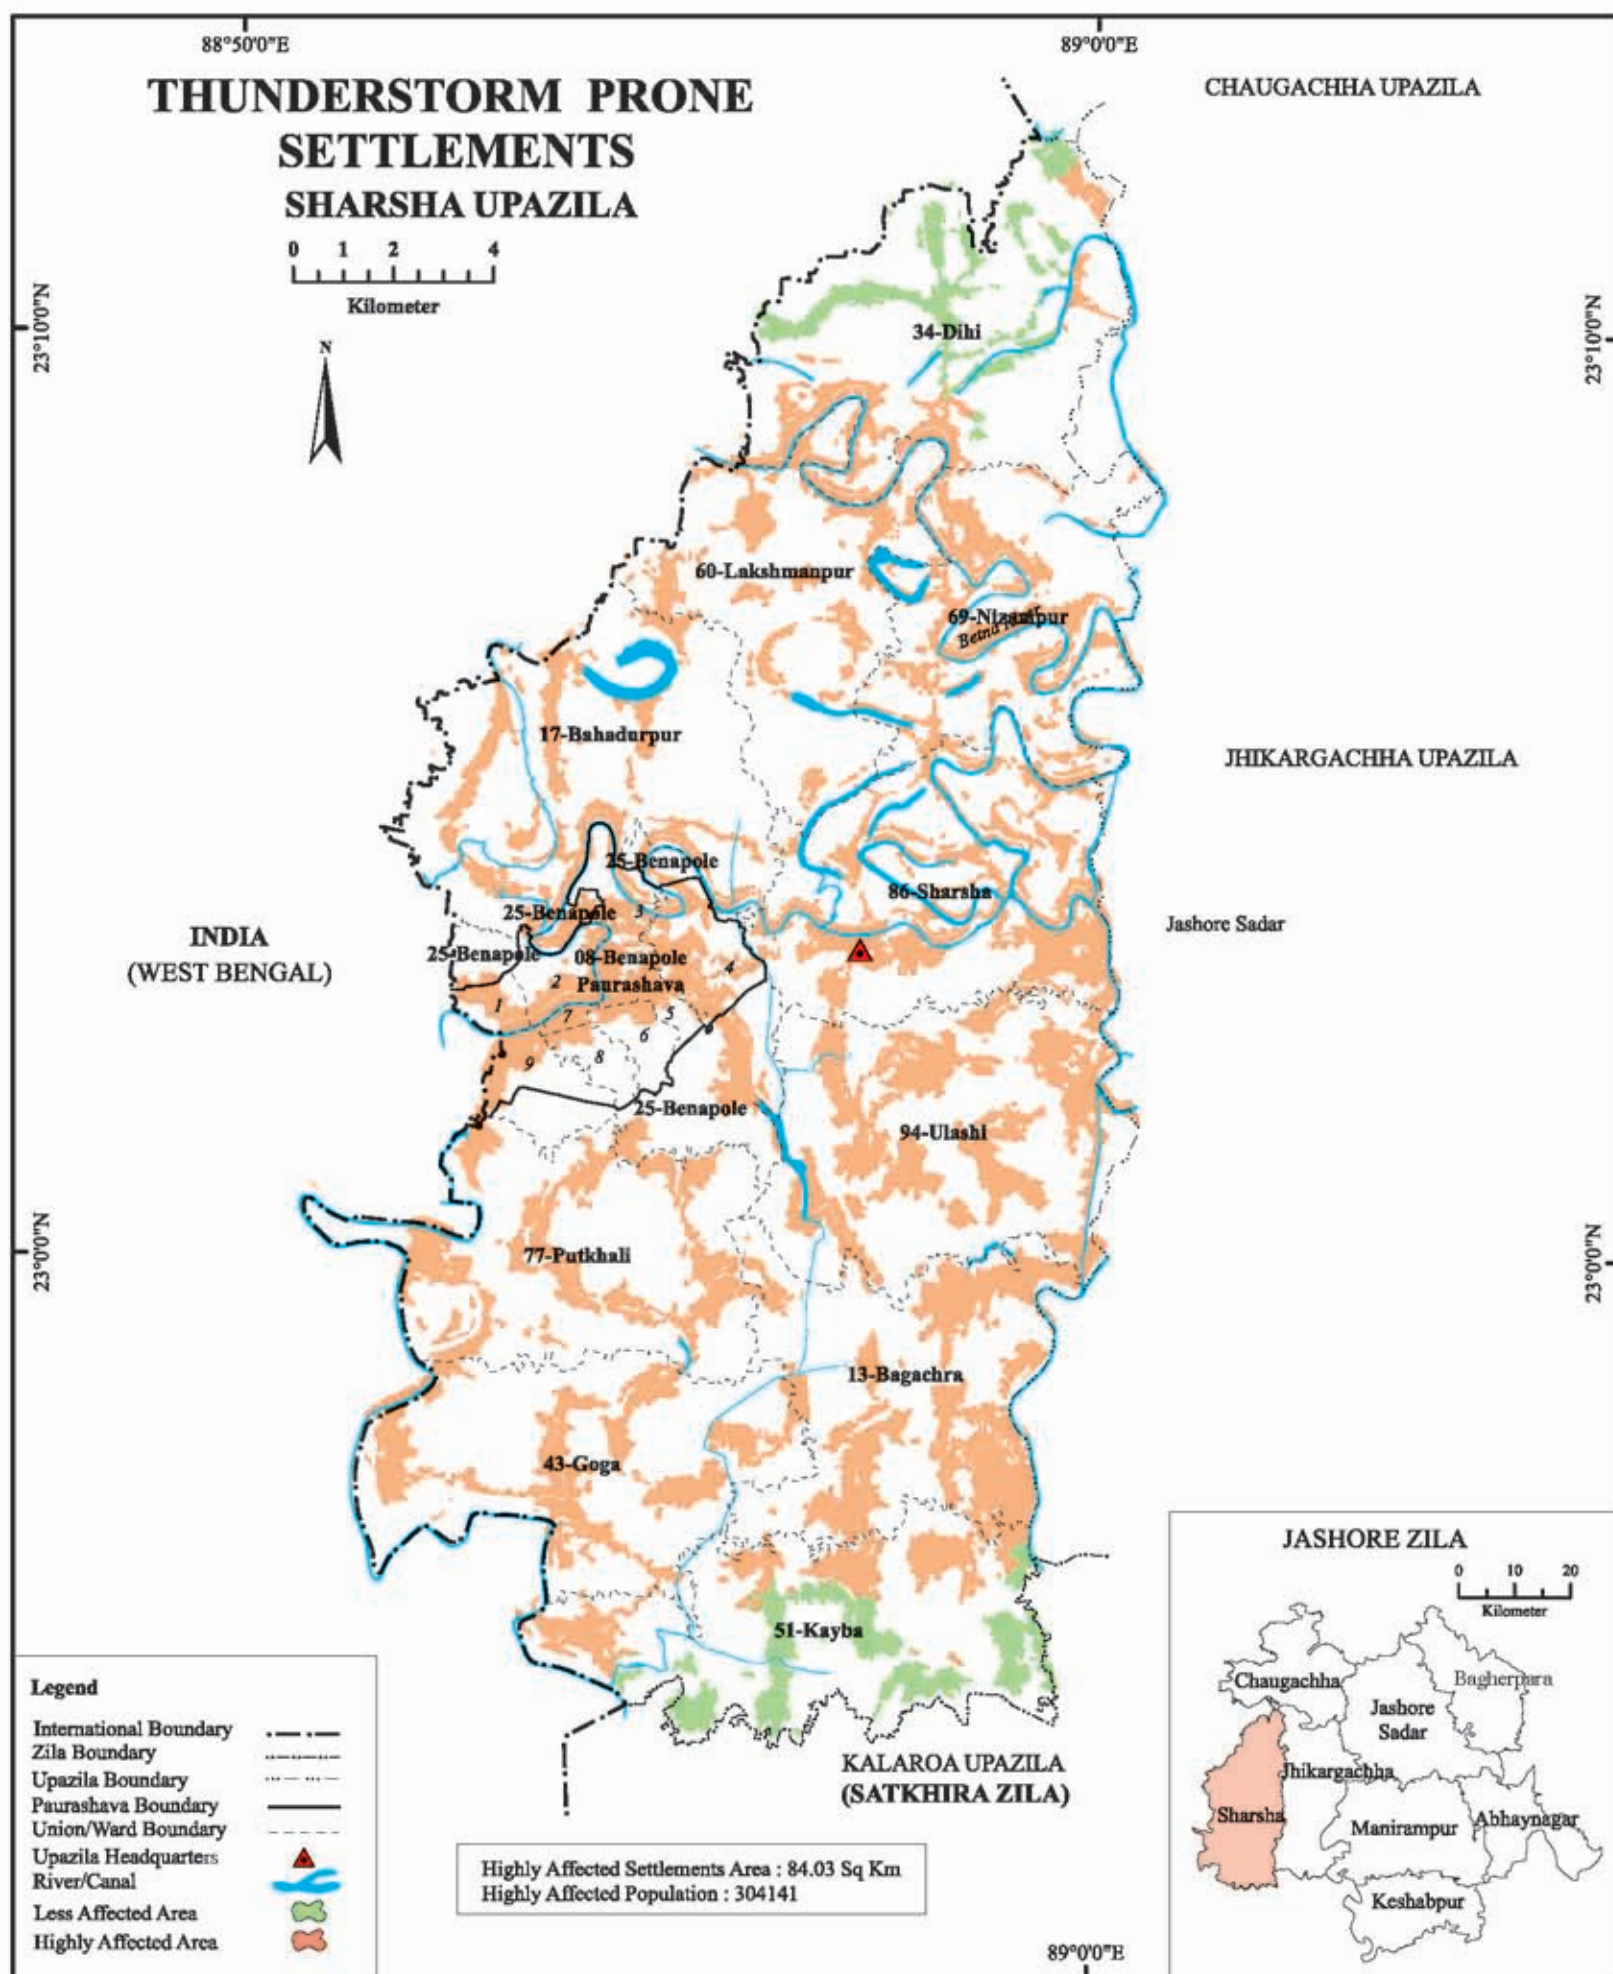 88°50'0"E
89°0'0"E
THUNDERSTORM PRONE
SETTLEMENTS
SHARSHA UPAZILA
CHAUGACHHA UPAZILA
0 1 2 4
Kilometer
N
23°10'0"N
23°10'0"N
34-Dihi
60-Lakshmanpur
69-Nizampur
Betna River
17-Bahadurpur
JHIKARGACHHA UPAZILA
25-Benapole
86-Sharsha
25-Benapole
3
Jashore Sadar
INDIA
(WEST BENGAL)
25-Benapole
08-Benapole
Paurashava
4
2
1
7
5
6
8
9
25-Benapole
94-Ulashi
23°0'0"N
23°0'0"N
77-Putkhali
13-Bagachra
43-Goga
51-Kayba
KALAROA UPAZILA
(SATKHIRA ZILA)
Legend
International Boundary
Zila Boundary
Upazila Boundary
Paurashava Boundary
Union/Ward Boundary
Upazila Headquarters
River/Canal
Less Affected Area
Highly Affected Area
Highly Affected Settlements Area : 84.03 Sq Km
Highly Affected Population : 304141
89°0'0"E
JASHORE ZILA
0 10 20
Kilometer
Chaugachha
Bagherpara
Jashore
Sadar
Jhikargachha
Sharsha
Manirampur
Abhaynagar
Keshabpur